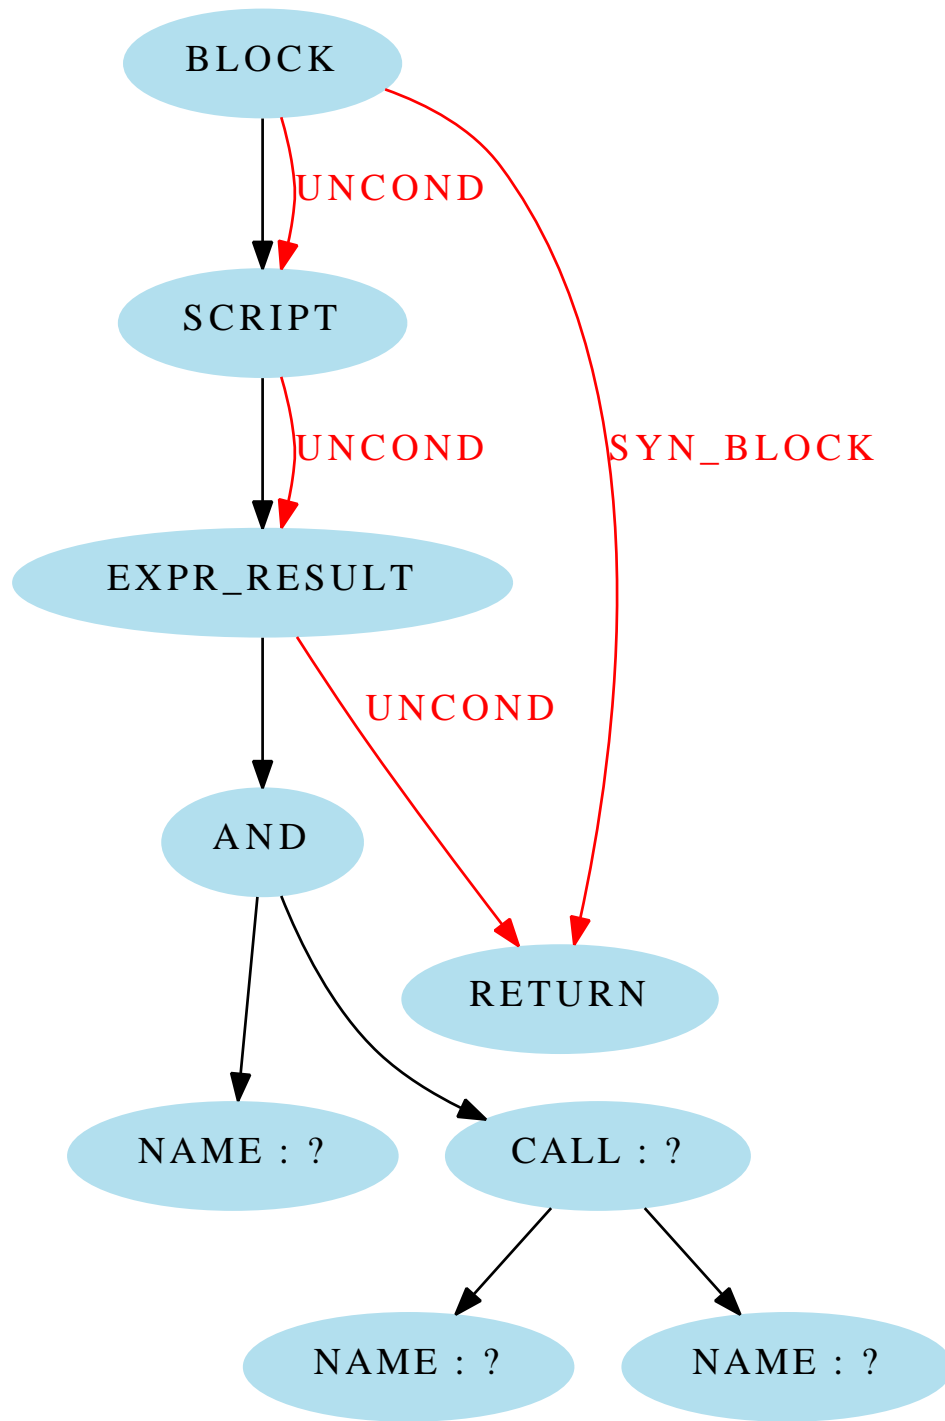 BLOCK
UNCOND
SCRIPT
UNCOND
SYN_BLOCK
EXPR_RESULT
UNCOND
AND
RETURN
NAME : ?
CALL : ?
NAME : ?
NAME : ?